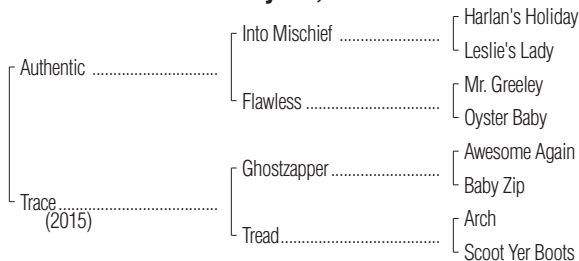 Harlan's Holiday
Into Mischief
Leslie's Lady
Authentic
Mr. Greeley
Flawless
Oyster Baby
Awesome Again
Ghostzapper
Baby Zip
Trace
(2015)
Arch
Tread
Scoot Yer Boots